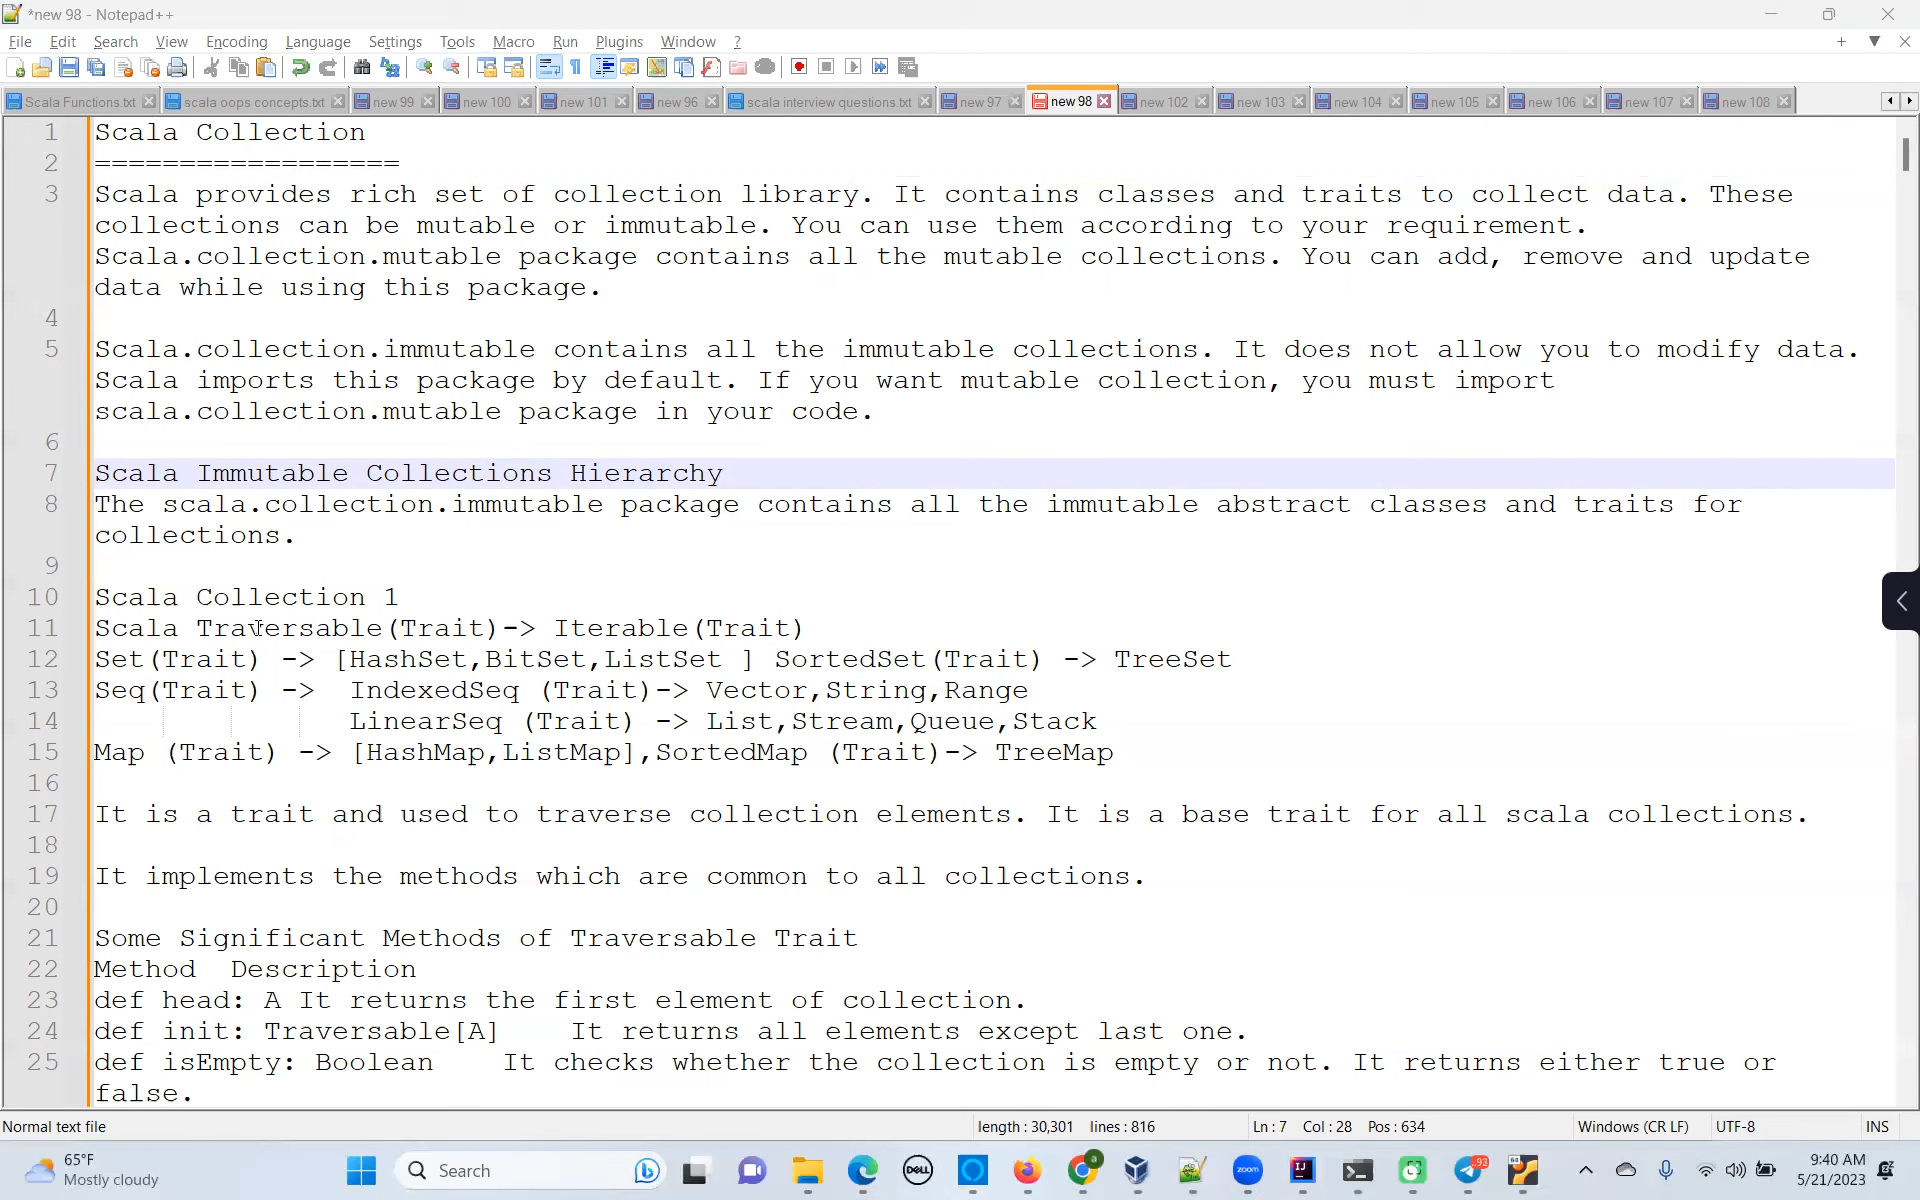 *new 98 - Notepad++
File Edit Search View Encoding Language Settings Tools Macro Run Plugins Window ?
Scala Functions.txt scala oops concepts.txt new 99 new 100 new 101 new 96 scala interview questions.txt new 97 new 98 new 102 new 103 new 104 new 105 new 106 new 107 new 108
1 Scala Collection
2 ==================
3 Scala provides rich set of collection library. It contains classes and traits to collect data. These
collections can be mutable or immutable. You can use them according to your requirement.
Scala.collection.mutable package contains all the mutable collections. You can add, remove and update
data while using this package.
4
5 Scala.collection.immutable contains all the immutable collections. It does not allow you to modify data.
Scala imports this package by default. If you want mutable collection, you must import
scala.collection.mutable package in your code.
6
7 Scala Immutable Collections Hierarchy
8 The scala.collection.immutable package contains all the immutable abstract classes and traits for
collections.
9
10 Scala Collection 1
11 Scala Traversable(Trait)-> Iterable(Trait)
12 Set(Trait) -> [HashSet,BitSet,ListSet ] SortedSet(Trait) -> TreeSet
13 Seq(Trait) -> IndexedSeq (Trait)-> Vector,String,Range
14 LinearSeq (Trait) -> List,Stream,Queue,Stack
15 Map (Trait) -> [HashMap,ListMap],SortedMap (Trait)-> TreeMap
16
17 It is a trait and used to traverse collection elements. It is a base trait for all scala collections.
18
19 It implements the methods which are common to all collections.
20
21 Some Significant Methods of Traversable Trait
22 Method Description
23 def head: A It returns the first element of collection.
24 def init: Traversable[A] It returns all elements except last one.
25 def isEmpty: Boolean It checks whether the collection is empty or not. It returns either true or
false.
Normal text file length : 30,301 lines : 816 Ln : 7 Col : 28 Pos : 634 Windows (CR LF) UTF-8 INS
65°F
Mostly cloudy
Search
DELL
zoom
IJ
93
9:40 AM
5/21/2023